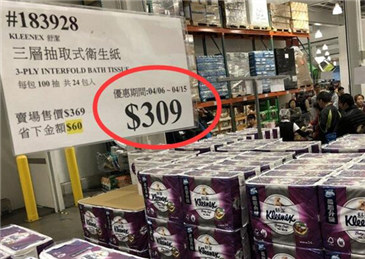 #183928
KLEENEX 舒潔
三層抽取式衛生紙
3-PLY INTERFOLD BATH TISSUE
每包 100 抽 共 24 包入
優惠期間:04/06 ~ 04/15
賣場售價$369
省下金額$60
$309
Kleenex
Kleenex
Kleenex
Kleenex